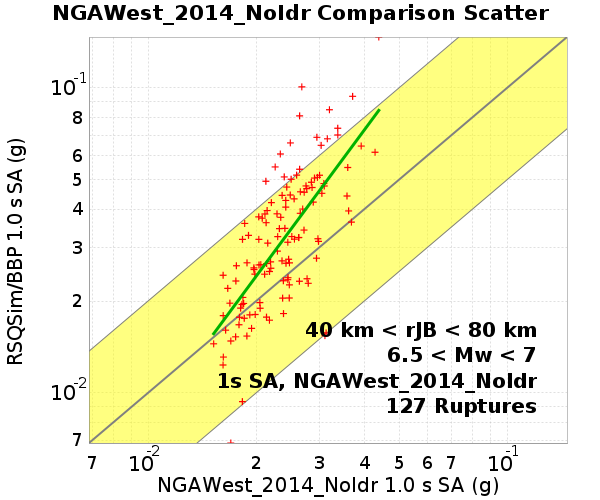 NGAWest_2014_NoIdr Comparison Scatter
10-1
8
6
5
4
3
2
10-2
7
RSQSim/BBP 1.0 s SA (g)
40 km < rJB < 80 km
6.5 < Mw < 7
1s SA, NGAWest_2014_NoIdr
127 Ruptures
7 10-2 2 3 4 5 6 7 8 10-1
NGAWest_2014_NoIdr 1.0 s SA (g)